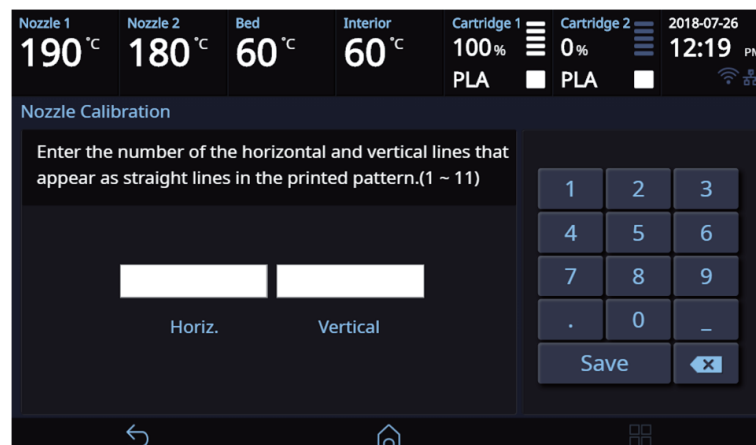 Nozzle 1
190 °C
Nozzle 2
180 °C
Bed
60 °C
Interior
60 °C
Cartridge 1
100 %
PLA
Cartridge 2
0 %
PLA
2018-07-26
12:19 PM
Nozzle Calibration
Enter the number of the horizontal and vertical lines that
appear as straight lines in the printed pattern.(1 ~ 11)
Horiz. Vertical
1 2 3
4 5 6
7 8 9
. 0 _
Save